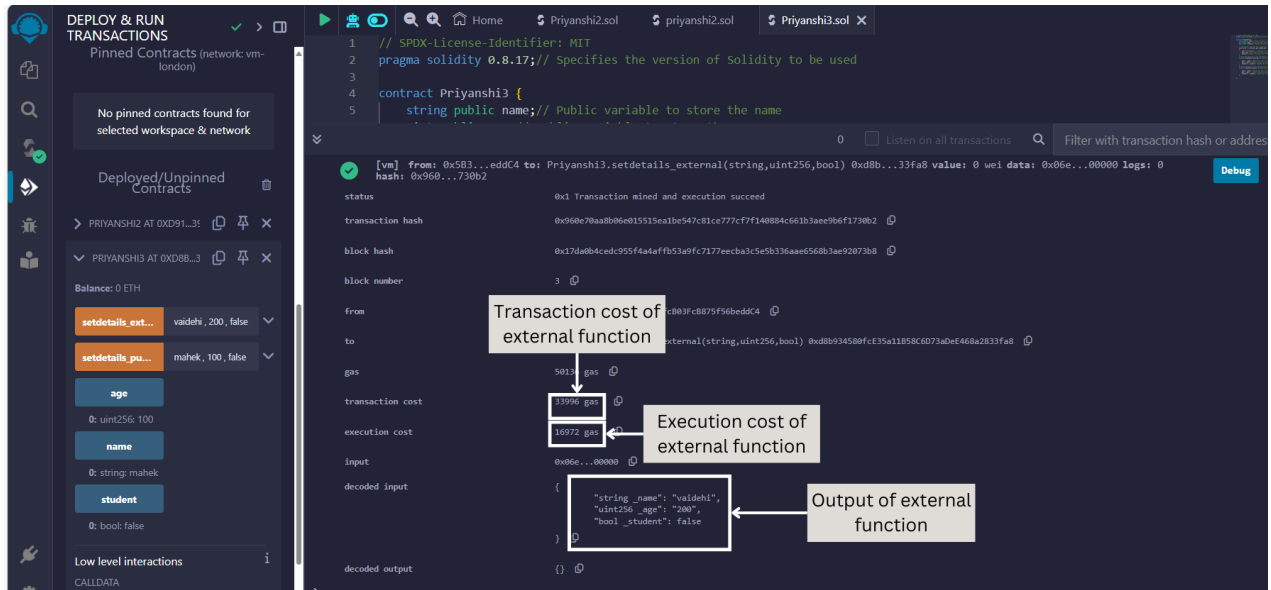 DEPLOY & RUN
TRANSACTIONS
Pinned Contracts (network: vm-
london)
No pinned contracts found for
selected workspace & network
Deployed/Unpinned
Contracts
PRIYANSHI2 AT 0XD91...39
PRIYANSHI3 AT 0XD8B...3
Balance: 0 ETH
setdetails_ext... vaidehi , 200 , false
setdetails_pu... mahek , 100 , false
age
0: uint256: 100
name
0: string: mahek
student
0: bool: false
Low level interactions i
CALLDATA
Home Priyanshi2.sol priyanshi2.sol Priyanshi3.sol
1 // SPDX-License-Identifier: MIT
2 pragma solidity 0.8.17;// Specifies the version of Solidity to be used
3
4 contract Priyanshi3 {
5 string public name;// Public variable to store the name
0 Listen on all transactions Filter with transaction hash or address
[vm] from: 0x5B3...eddC4 to: Priyanshi3.setdetails_external(string,uint256,bool) 0xd8b...33fa8 value: 0 wei data: 0x06e...00000 logs: 0
hash: 0x960...730b2
Debug
status 0x1 Transaction mined and execution succeed
transaction hash 0x960e70aa8b06e015515ea1be547c81ce777cf7f140884c661b3aee9b6f1730b2
block hash 0x17da0b4cedc955f4a4affb53a9fc7177eecba3c5e5b336aae6568b3ae92073b8
block number 3
from fcB03FcB875f56beddC4
Transaction cost of
external function
to external(string,uint256,bool) 0xd8b934580fcE35a11B58C6D73aDeE468a2833fa8
gas gas
transaction cost 33996 gas
execution cost 16972 gas
Execution cost of
external function
input 0x06e...00000
decoded input {
"string _name": "vaidehi",
"uint256 _age": "200",
"bool _student": false
}
Output of external
function
decoded output {}